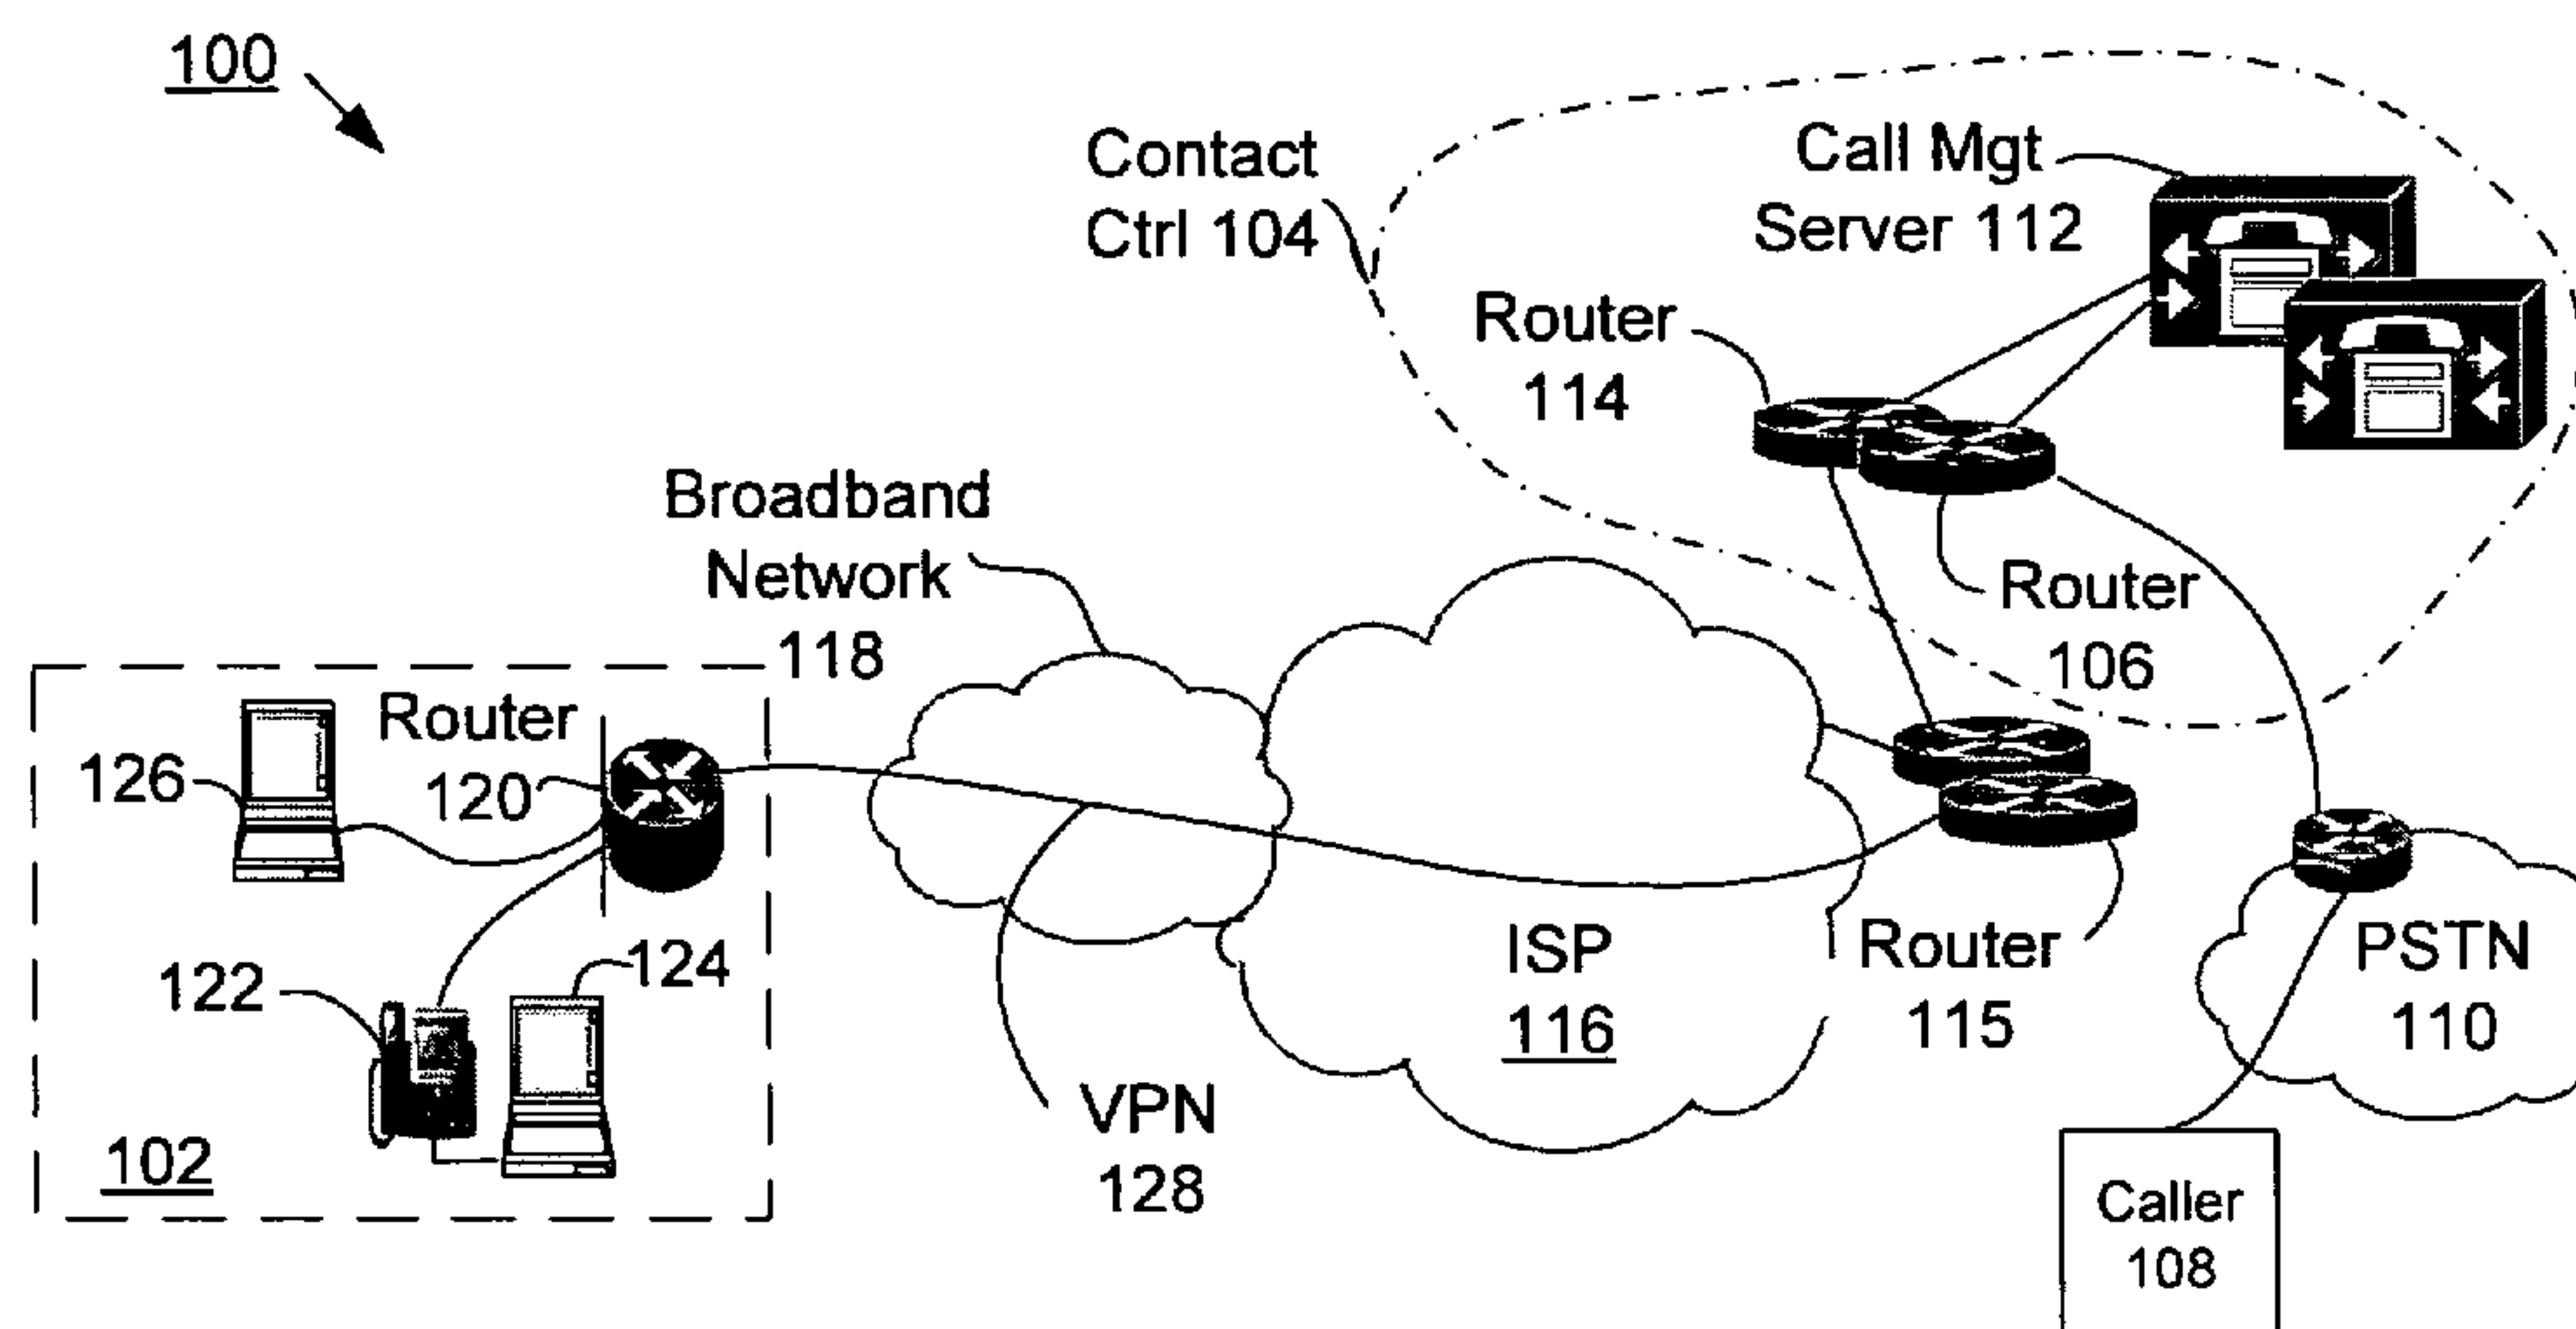 100
Contact
Ctrl 104
Call Mgt
Server 112
Router
114
Broadband
Network
118
Router
106
Router
120
126
122
124
102
VPN
128
ISP
116
Router
115
PSTN
110
Caller
108